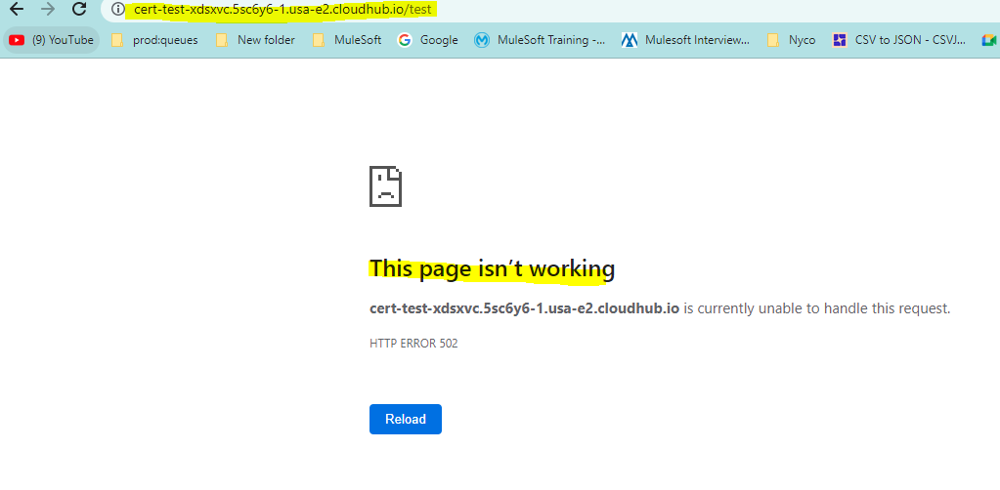 cert-test-xdsxvc.5sc6y6-1.usa-e2.cloudhub.io/test
(9) YouTube prod:queues New folder MuleSoft Google MuleSoft Training -... Mulesoft Interview... Nyco CSV to JSON - CSVJ...
This page isn’t working
cert-test-xdsxvc.5sc6y6-1.usa-e2.cloudhub.io is currently unable to handle this request.
HTTP ERROR 502
Reload